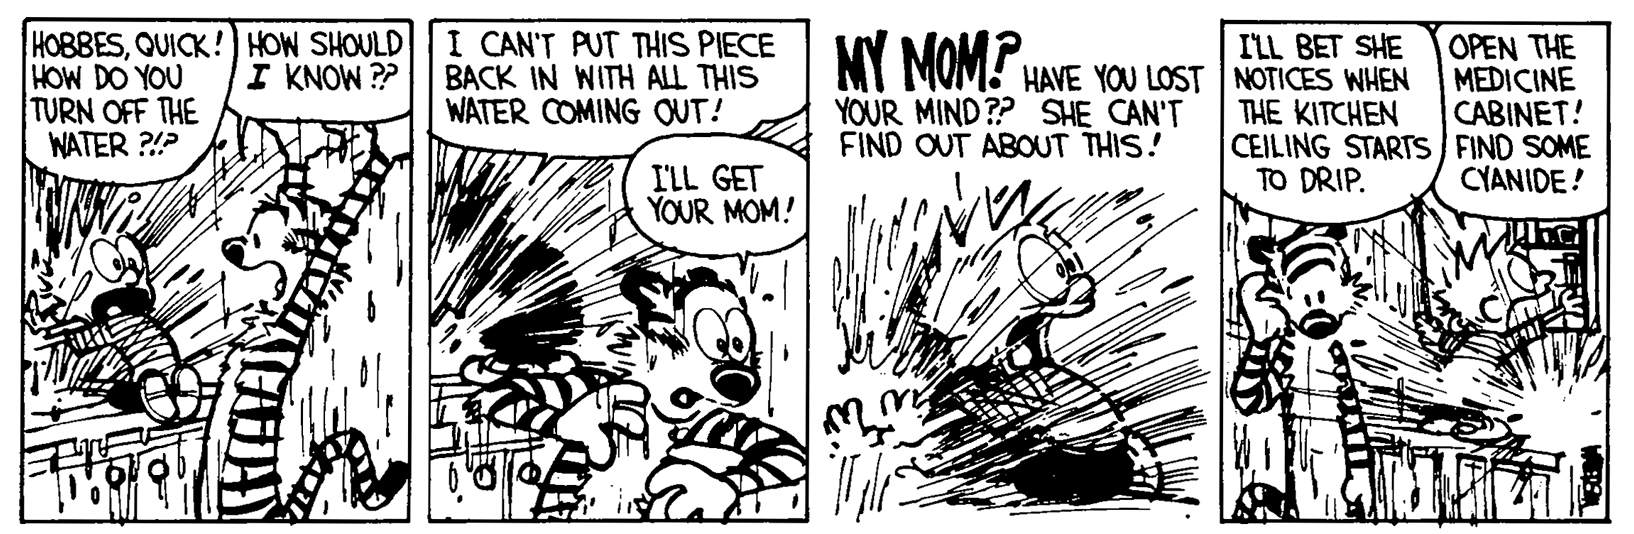 HOBBES, QUICK!
HOW DO YOU
TURN OFF THE
WATER ?!?
HOW SHOULD
I KNOW ??
I CAN'T PUT THIS PIECE
BACK IN WITH ALL THIS
WATER COMING OUT!
I'LL GET
YOUR MOM!
MY MOM? HAVE YOU LOST
YOUR MIND?? SHE CAN'T
FIND OUT ABOUT THIS!
I'LL BET SHE
NOTICES WHEN
THE KITCHEN
CEILING STARTS
TO DRIP.
OPEN THE
MEDICINE
CABINET!
FIND SOME
CYANIDE!